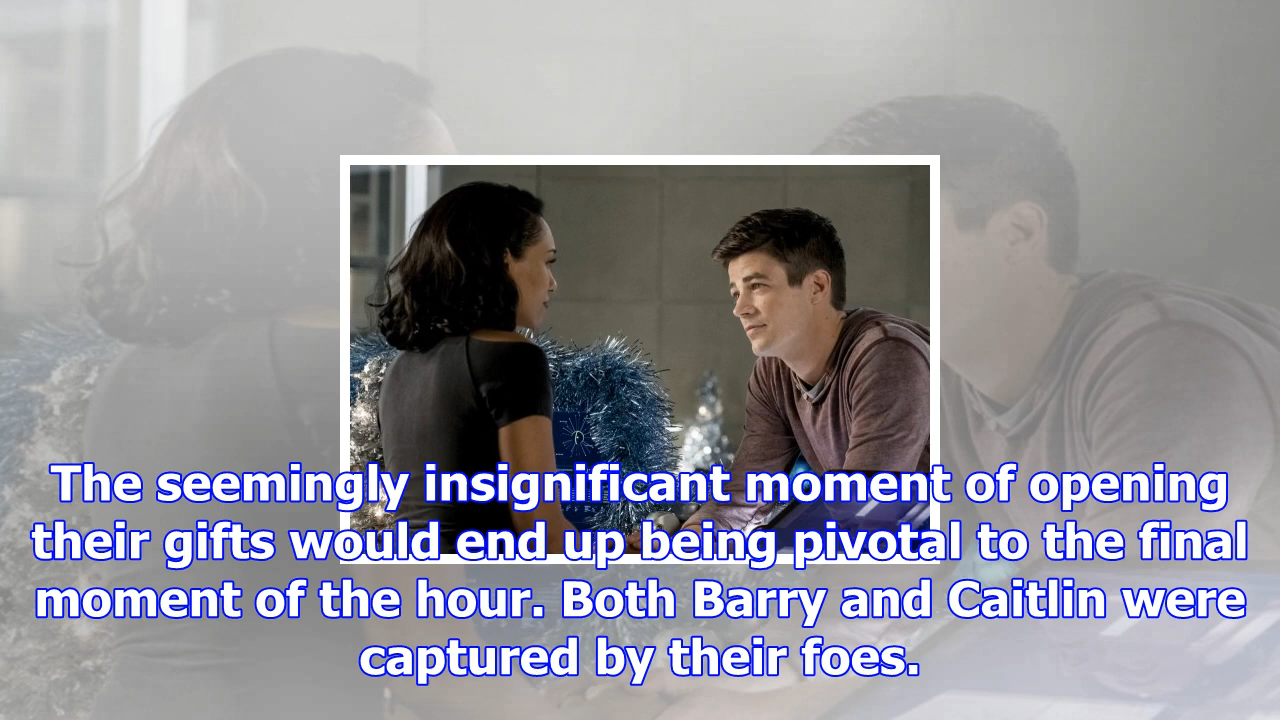 The seemingly insignificant moment of opening
their gifts would end up being pivotal to the final
moment of the hour. Both Barry and Caitlin were
captured by their foes.